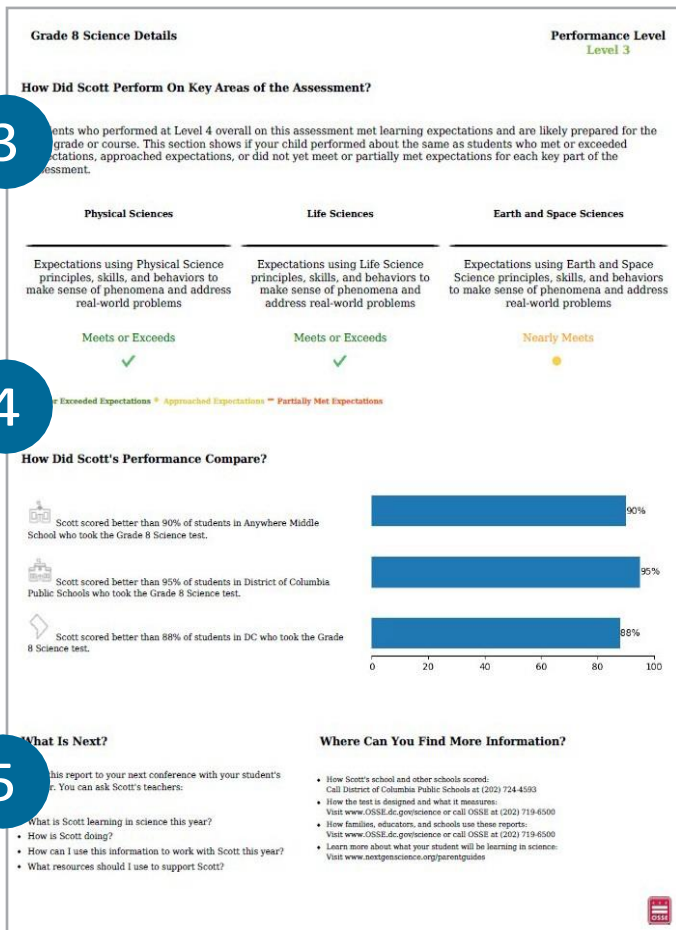 Grade 8 Science Details
Performance Level
Level 3
How Did Scott Perform On Key Areas of the Assessment?
3
ents who performed at Level 4 overall on this assessment met learning expectations and are likely prepared for the
grade or course. This section shows if your child performed about the same as students who met or exceeded
ectations, approached expectations, or did not yet meet or partially met expectations for each key part of the
essment.
Physical Sciences
Life Sciences
Earth and Space Sciences
Expectations using Physical Science
principles, skills, and behaviors to
make sense of phenomena and address
real-world problems
Expectations using Life Science
principles, skills, and behaviors to
make sense of phenomena and
address real-world problems
Expectations using Earth and Space
Science principles, skills, and behaviors
to make sense of phenomena and address
real-world problems
Meets or Exceeds
Meets or Exceeds
Nearly Meets
4
r Exceeded Expectations Approached Expectations Partially Met Expectations
How Did Scott's Performance Compare?
Scott scored better than 90% of students in Anywhere Middle
School who took the Grade 8 Science test.
90%
Scott scored better than 95% of students in District of Columbia
Public Schools who took the Grade 8 Science test.
95%
Scott scored better than 88% of students in DC who took the Grade
8 Science test.
88%
0 20 40 60 80 100
What Is Next?
5
this report to your next conference with your student's
r. You can ask Scott's teachers:
What is Scott learning in science this year?
• How is Scott doing?
• How can I use this information to work with Scott this year?
• What resources should I use to support Scott?
Where Can You Find More Information?
• How Scott's school and other schools scored:
Call District of Columbia Public Schools at (202) 724-4593
• How the test is designed and what it measures:
Visit www.OSSE.dc.gov/science or call OSSE at (202) 719-6500
• How families, educators, and schools use these reports:
Visit www.OSSE.dc.gov/science or call OSSE at (202) 719-6500
• Learn more about what your student will be learning in science:
Visit www.nextgenscience.org/parentguides
OSSE